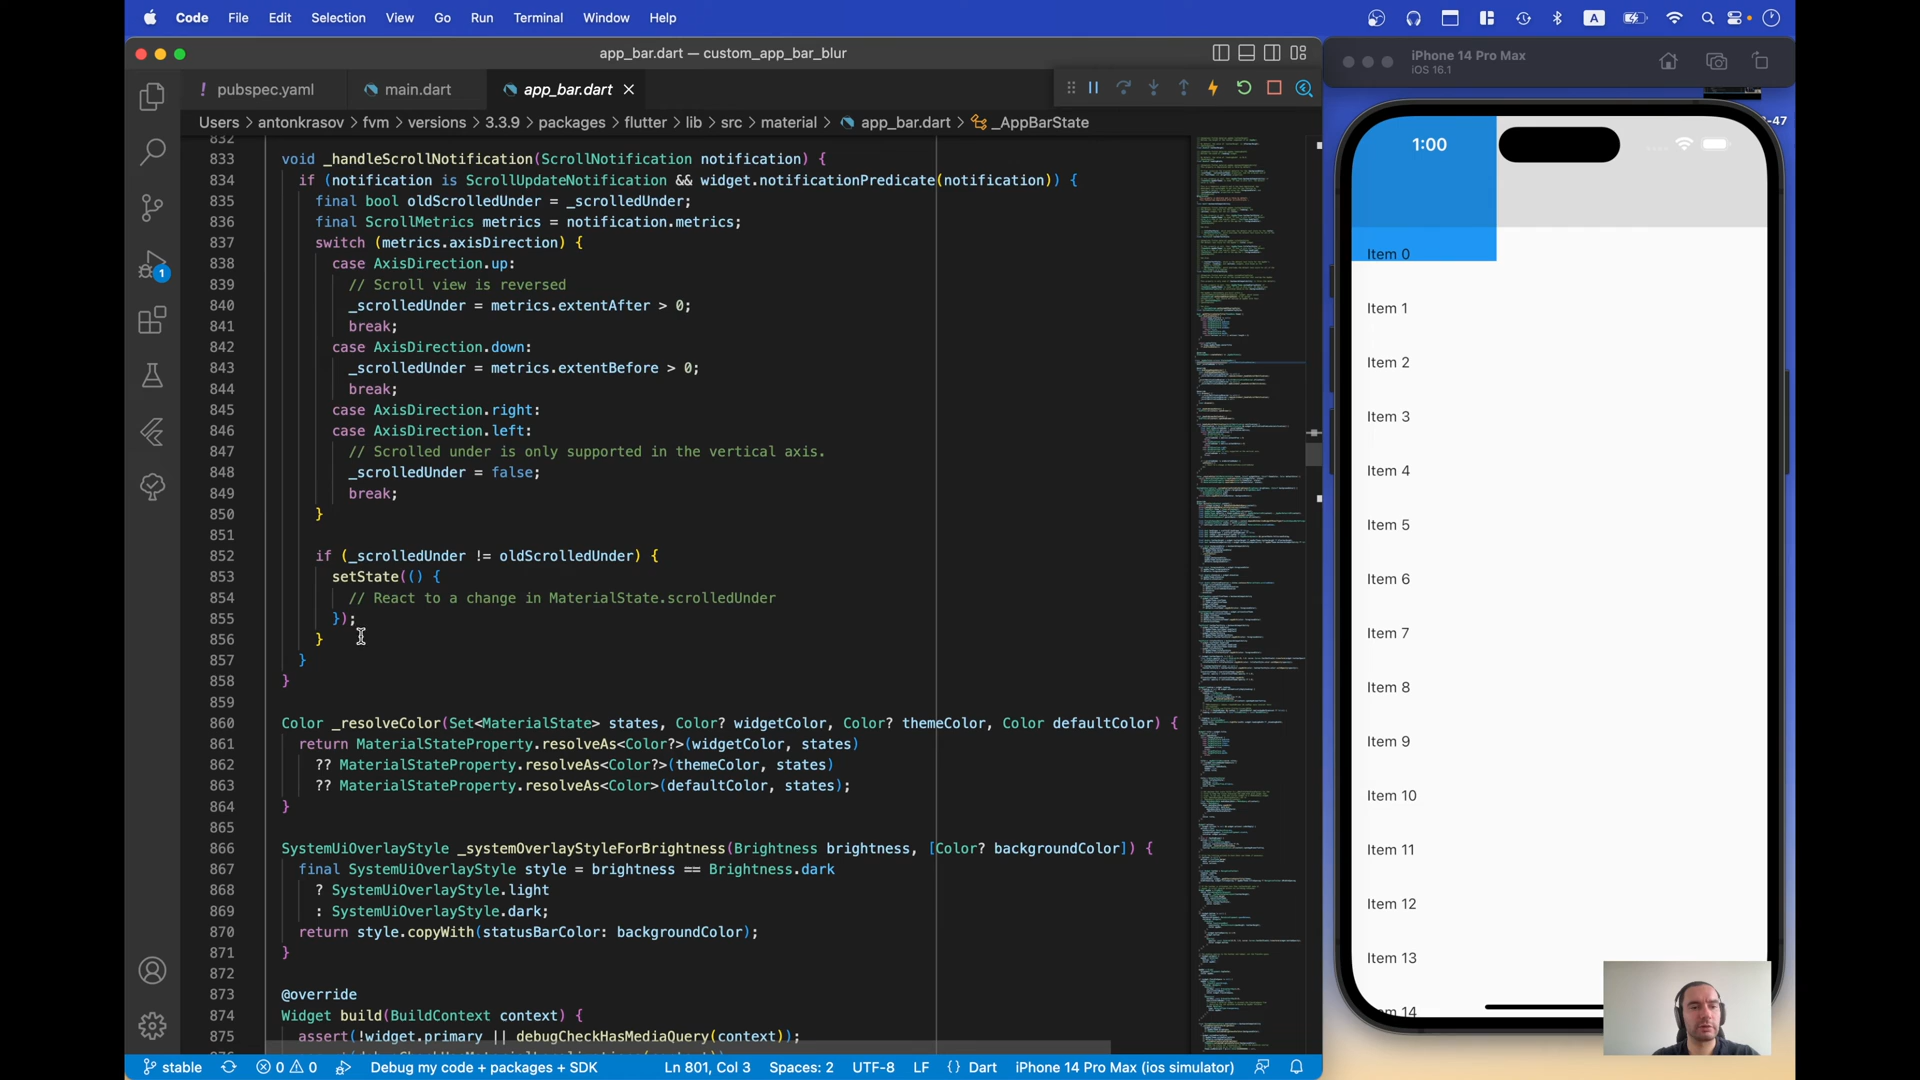 Code File Edit Selection View Go Run Terminal Window Help
A
app_bar.dart — custom_app_bar_blur
! pubspec.yaml
main.dart
app_bar.dart
Users > antonkrasov > fvm > versions > 3.3.9 > packages > flutter > lib > src > material > app_bar.dart > _AppBarState
832
833 void _handleScrollNotification(ScrollNotification notification) {
834 if (notification is ScrollUpdateNotification && widget.notificationPredicate(notification)) {
835 final bool oldScrolledUnder = _scrolledUnder;
836 final ScrollMetrics metrics = notification.metrics;
837 switch (metrics.axisDirection) {
838 case AxisDirection.up:
839 // Scroll view is reversed
840 _scrolledUnder = metrics.extentAfter > 0;
841 break;
842 case AxisDirection.down:
843 _scrolledUnder = metrics.extentBefore > 0;
844 break;
845 case AxisDirection.right:
846 case AxisDirection.left:
847 // Scrolled under is only supported in the vertical axis.
848 _scrolledUnder = false;
849 break;
850 }
851
852 if (_scrolledUnder != oldScrolledUnder) {
853 setState(() {
854 // React to a change in MaterialState.scrolledUnder
855 });
856 }
857 }
858 }
859
860 Color _resolveColor(Set<MaterialState> states, Color? widgetColor, Color? themeColor, Color defaultColor) {
861 return MaterialStateProperty.resolveAs<Color?>(widgetColor, states)
862 ?? MaterialStateProperty.resolveAs<Color?>(themeColor, states)
863 ?? MaterialStateProperty.resolveAs<Color>(defaultColor, states);
864 }
865
866 SystemUiOverlayStyle _systemOverlayStyleForBrightness(Brightness brightness, [Color? backgroundColor]) {
867 final SystemUiOverlayStyle style = brightness == Brightness.dark
868 ? SystemUiOverlayStyle.light
869 : SystemUiOverlayStyle.dark;
870 return style.copyWith(statusBarColor: backgroundColor);
871 }
872
873 @override
874 Widget build(BuildContext context) {
875 assert(!widget.primary || debugCheckHasMediaQuery(context));
1
stable
0 0
Debug my code + packages + SDK
Ln 801, Col 3
Spaces: 2
UTF-8
LF
{} Dart
iPhone 14 Pro Max (ios simulator)
iPhone 14 Pro Max
iOS 16.1
-47
1:00
Item 0
Item 1
Item 2
Item 3
Item 4
Item 5
Item 6
Item 7
Item 8
Item 9
Item 10
Item 11
Item 12
Item 13
Item 14